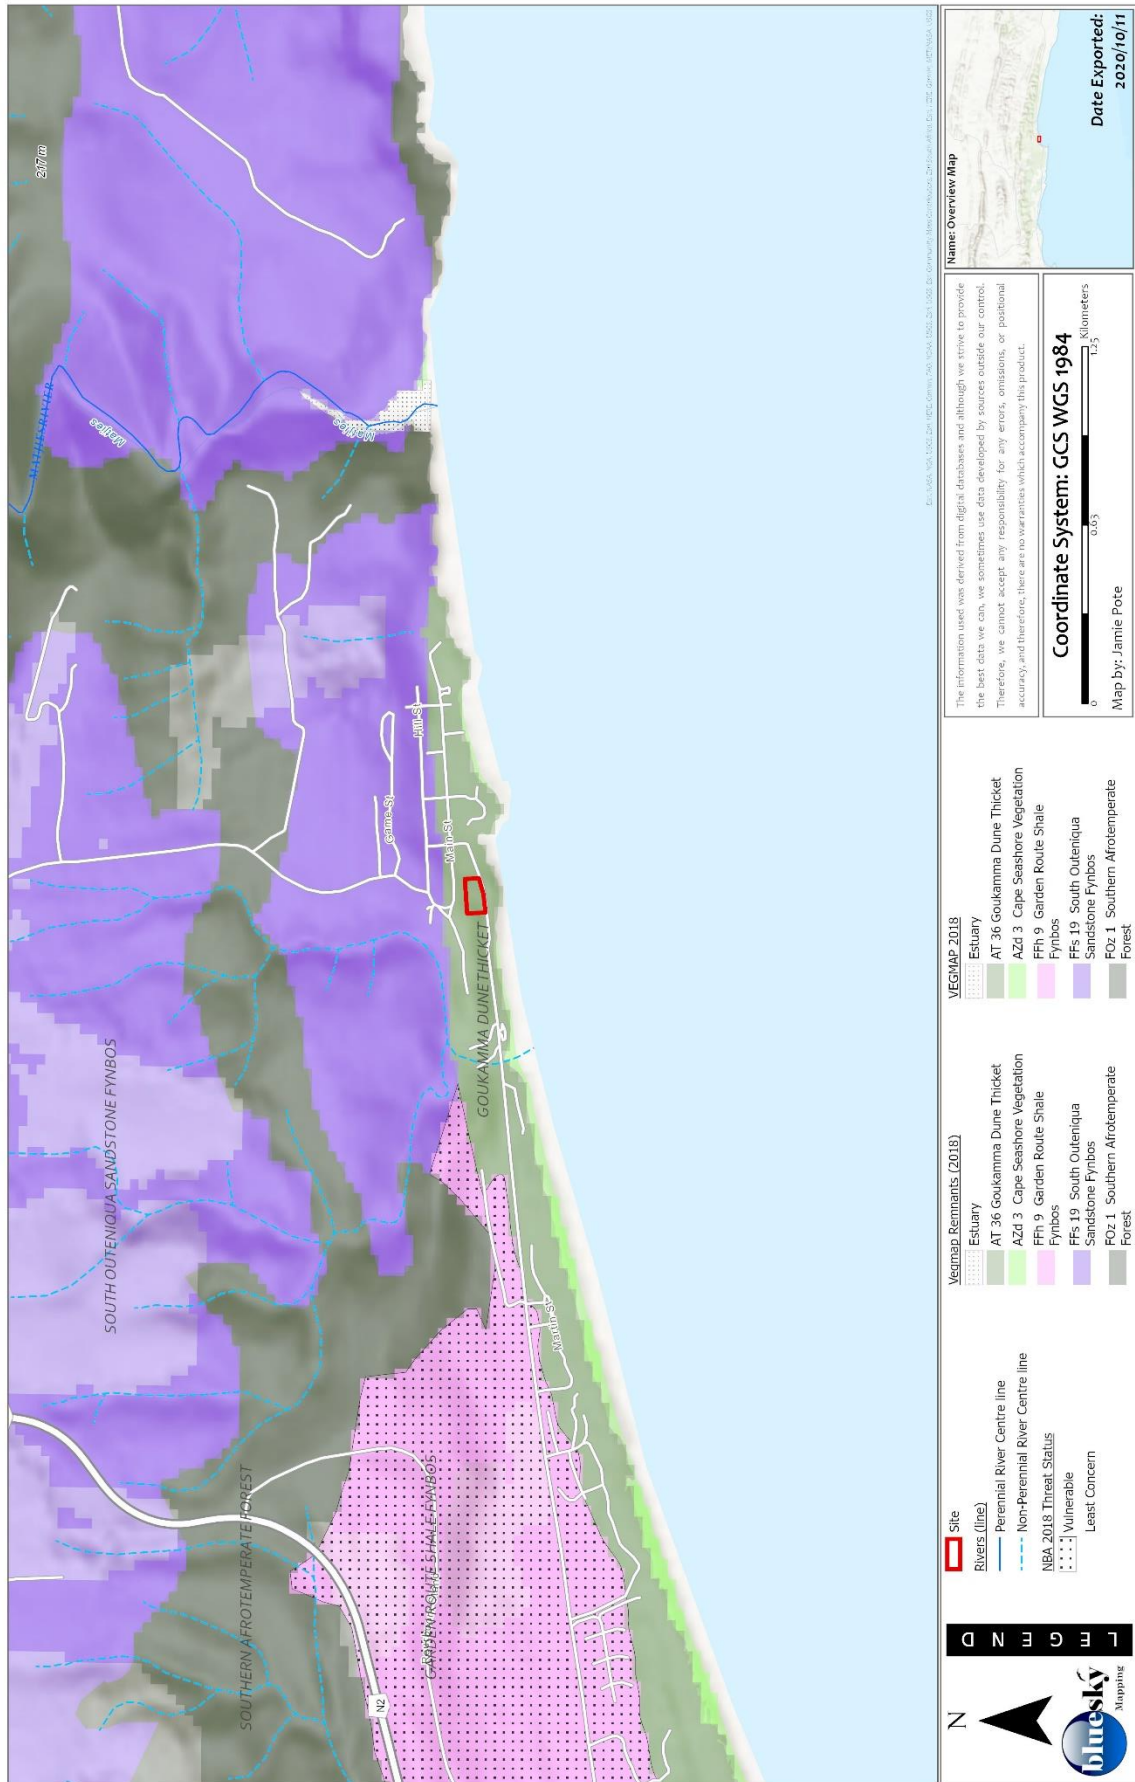 217 m
MATJIESRIVIER
Matjies
Matjies
SOUTH OUTENIQUA SANDSTONE FYNBOS
Game St
Hill St
Main St
GOUKAMMA DUNE THICKET
SOUTHERN AFROTEMPERATE FOREST
GARDEN ROUTE SHALE FYNBOS
N2
Martin St
N
bluesky
Mapping
LEGEND
Site
Rivers (line)
Perennial River Centre line
Non-Perennial River Centre line
NBA 2018 Threat Status
Vulnerable
Least Concern
Vegmap Remnants (2018)
Estuary
AT 36 Goukamma Dune Thicket
AZd 3 Cape Seashore Vegetation
FFh 9 Garden Route Shale
Fynbos
FFs 19 South Outeniqua
Sandstone Fynbos
FOz 1 Southern Afrotemperate
Forest
VEGMAP 2018
Estuary
AT 36 Goukamma Dune Thicket
AZd 3 Cape Seashore Vegetation
FFh 9 Garden Route Shale
Fynbos
FFs 19 South Outeniqua
Sandstone Fynbos
FOz 1 Southern Afrotemperate
Forest
The information used was derived from digital databases and although we strive to provide
the best data we can, we sometimes use data developed by sources outside our control.
Therefore, we cannot accept any responsibility for any errors, omissions, or positional
accuracy, and therefore, there are no warranties which accompany this product.
Coordinate System: GCS WGS 1984
0 0.63 1.25
Kilometers
Map by: Jamie Pote
Name: Overview Map
Date Exported:
2020/10/11